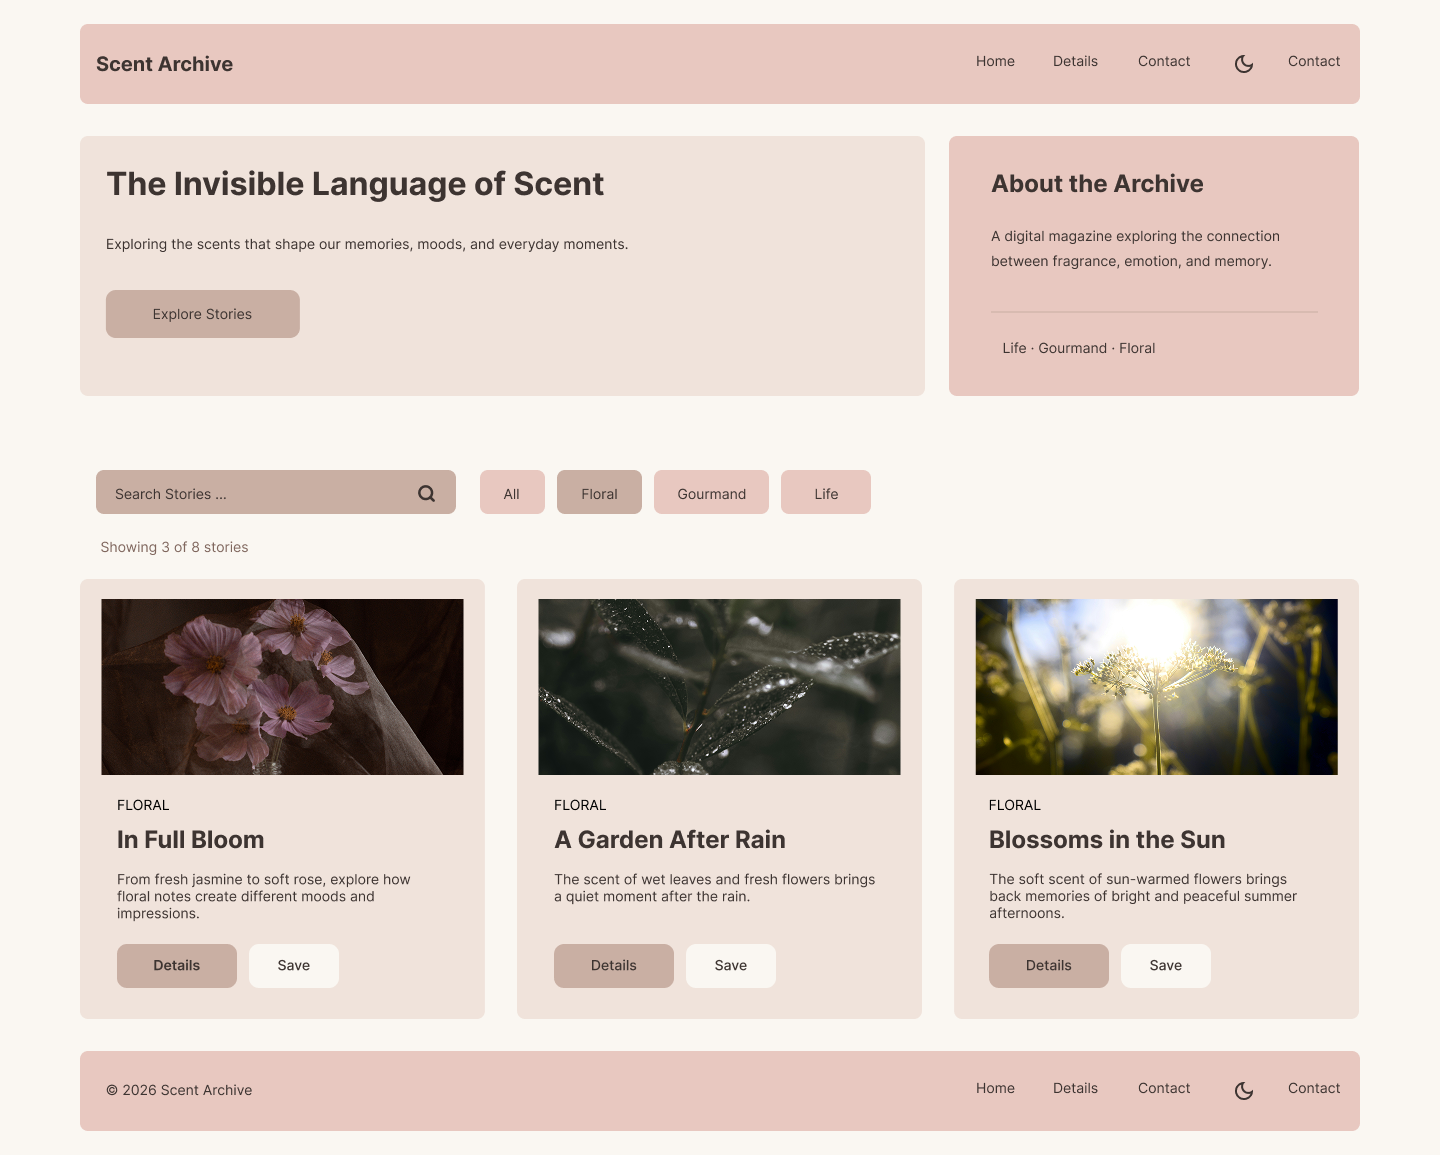 Scent Archive
Home
Details
Contact
Contact
The Invisible Language of Scent
Exploring the scents that shape our memories, moods, and everyday moments.
Explore Stories
About the Archive
A digital magazine exploring the connection
between fragrance, emotion, and memory.
Life · Gourmand · Floral
Search Stories ...
All
Floral
Gourmand
Life
Showing 3 of 8 stories
FLORAL
In Full Bloom
From fresh jasmine to soft rose, explore how
floral notes create different moods and
impressions.
Details
Save
FLORAL
A Garden After Rain
The scent of wet leaves and fresh flowers brings
a quiet moment after the rain.
Details
Save
FLORAL
Blossoms in the Sun
The soft scent of sun-warmed flowers brings
back memories of bright and peaceful summer
afternoons.
Details
Save
© 2026 Scent Archive
Home
Details
Contact
Contact